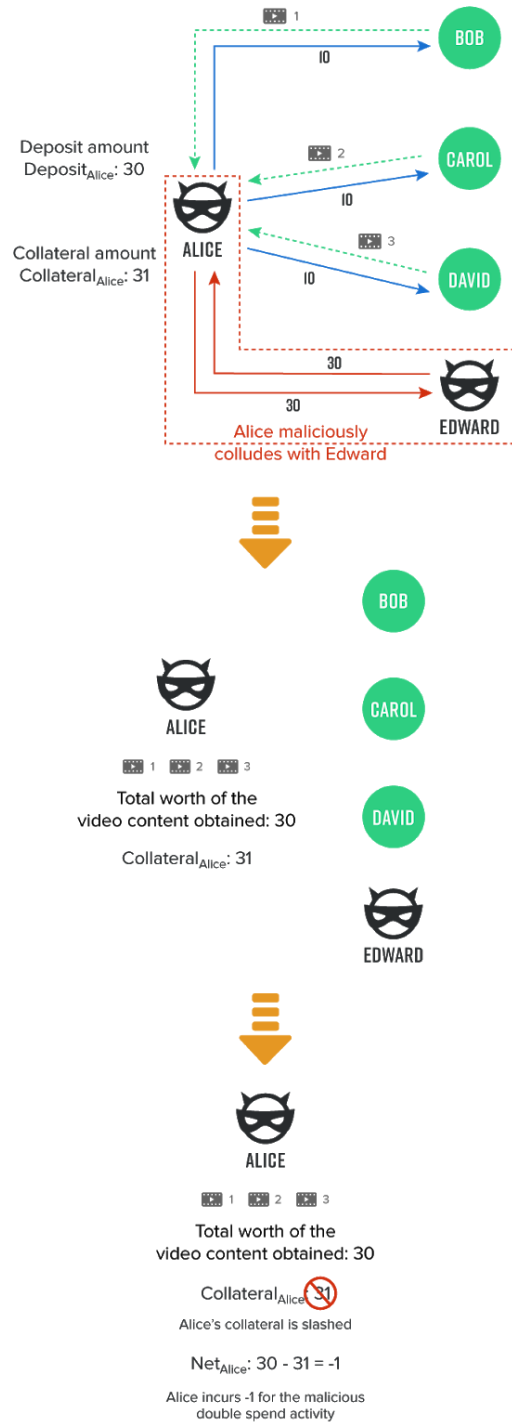 1
BOB
10
Deposit amount
DepositAlice: 30
2
CAROL
10
ALICE
Collateral amount
CollateralAlice: 31
3
DAVID
10
30
30
EDWARD
Alice maliciously
colludes with Edward
BOB
ALICE
CAROL
1 2 3
Total worth of the
video content obtained: 30
DAVID
CollateralAlice: 31
EDWARD
ALICE
1 2 3
Total worth of the
video content obtained: 30
CollateralAlice: 31
Alice's collateral is slashed
NetAlice: 30 - 31 = -1
Alice incurs -1 for the malicious
double spend activity